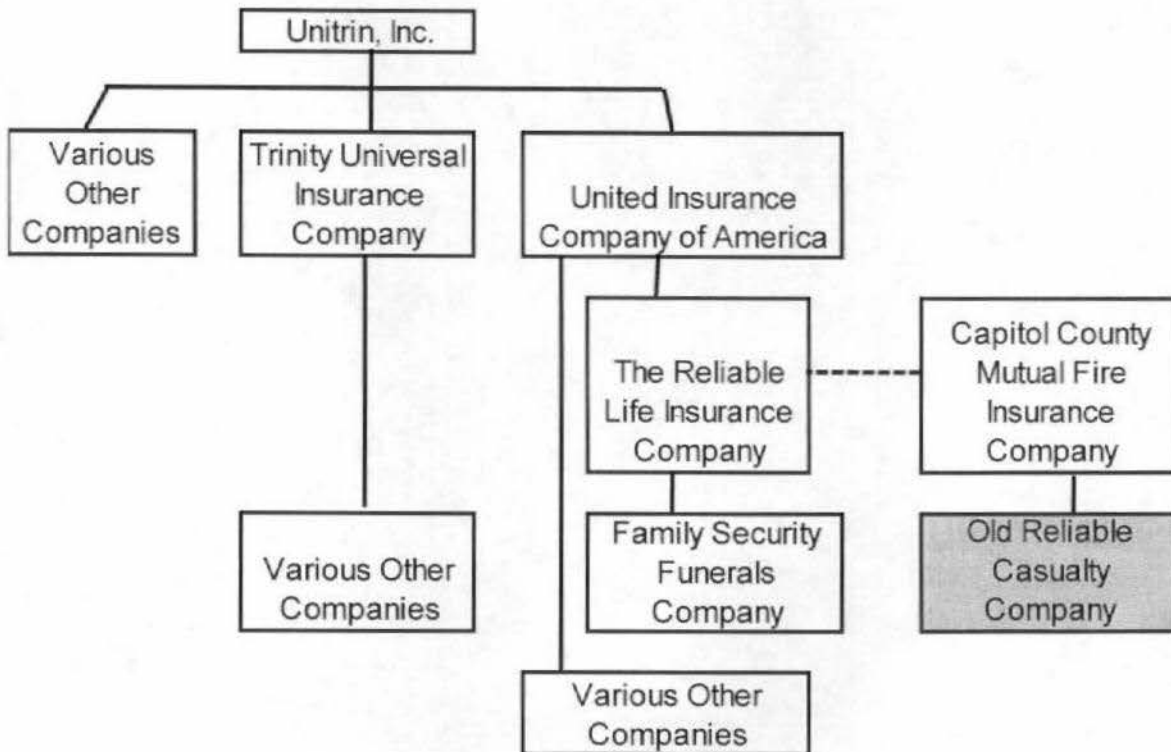 Unitrin, Inc.
Various
Other
Companies
Trinity Universal
Insurance
Company
United Insurance
Company of America
The Reliable
Life Insurance
Company
Capitol County
Mutual Fire
Insurance
Company
Various Other
Companies
Family Security
Funerals
Company
Old Reliable
Casualty
Company
Various Other
Companies